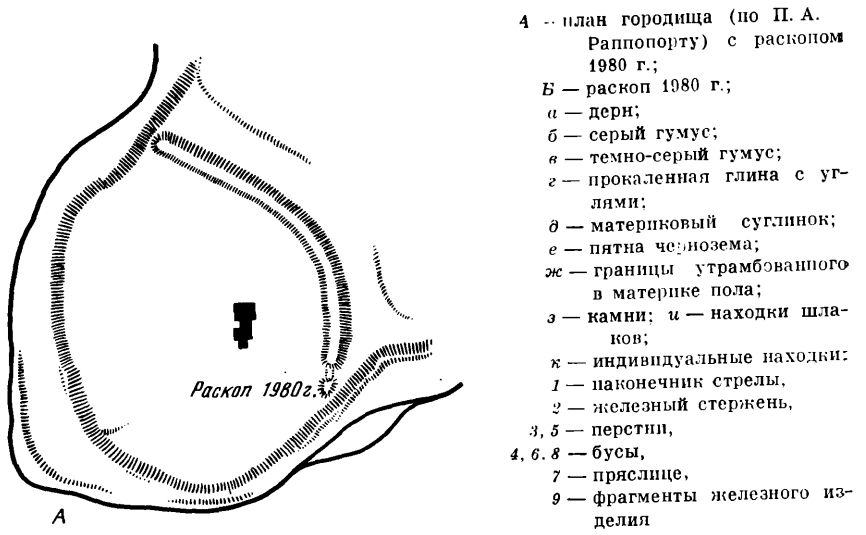 Раскоп 1980г.
А
А — план городища (по П. А.
Раппопорту) с раскопом
1980 г.;
Б — раскоп 1980 г.;
а — дерн;
б — серый гумус;
в — темно-серый гумус;
г — прокаленная глина с уг-
лями;
д — материковый суглинок;
е — пятна чернозема;
ж — границы утрамбованного
в материке пола;
з — камни; и — находки шла-
ков;
к — индивидуальные находки:
1 — наконечник стрелы,
2 — железный стержень,
3, 5 — перстни,
4, 6. 8 — бусы,
7 — пряслице,
9 — фрагменты железного из-
делия